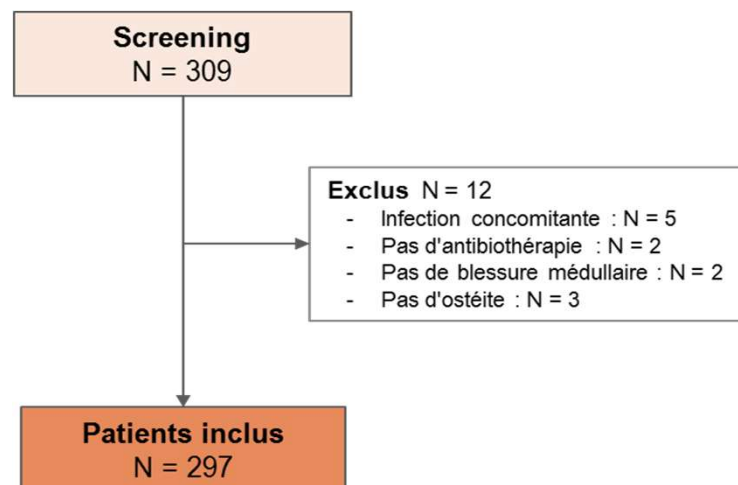 Screening
N = 309
Exclus N = 12
- Infection concomitante : N = 5
- Pas d'antibiothérapie : N = 2
- Pas de blessure médullaire : N = 2
- Pas d'ostéite : N = 3
Patients inclus
N = 297